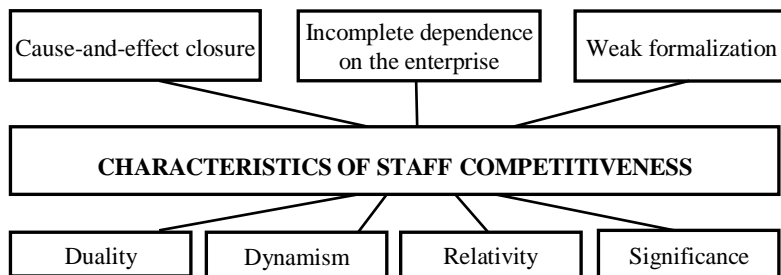 Cause-and-effect closure
Incomplete dependence
on the enterprise
Weak formalization
CHARACTERISTICS OF STAFF COMPETITIVENESS
Duality
Dynamism
Relativity
Significance